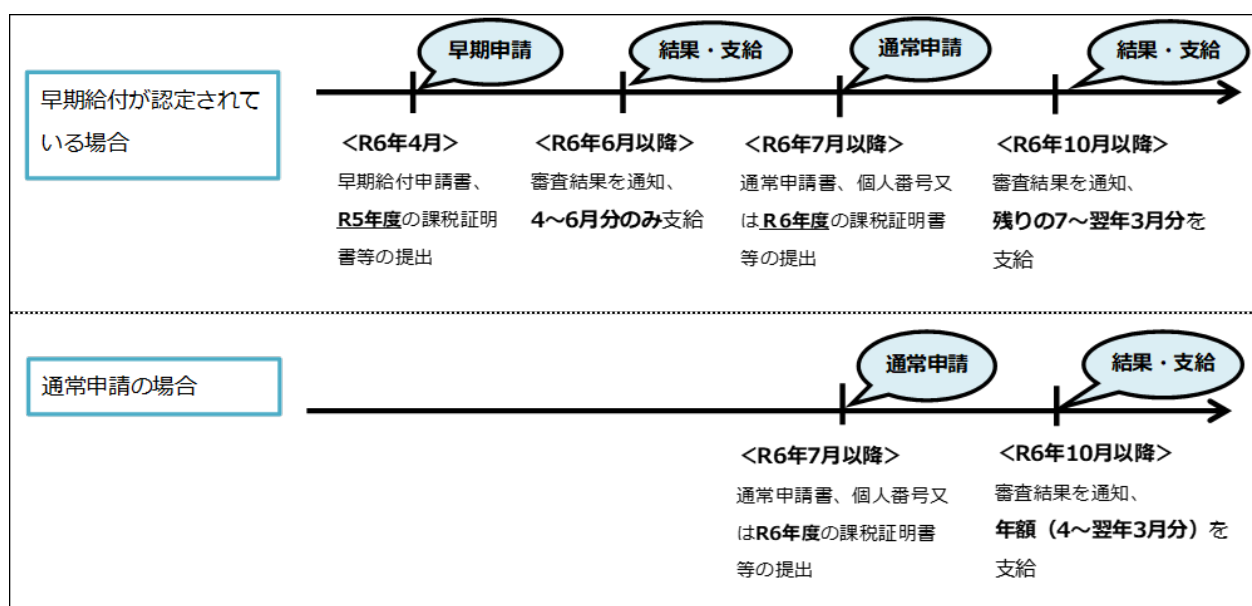 早期給付が認定されて
いる場合
早期申請
結果・支給
通常申請
結果・支給
＜R6年4月＞
早期給付申請書、
R5年度の課税証明
書等の提出
＜R6年6月以降＞
審査結果を通知、
4～6月分のみ支給
＜R6年7月以降＞
通常申請書、個人番号又
はR6年度の課税証明書
等の提出
＜R6年10月以降＞
審査結果を通知、
残りの7～翌年3月分を
支給
通常申請の場合
通常申請
結果・支給
＜R6年7月以降＞
通常申請書、個人番号又
はR6年度の課税証明書
等の提出
＜R6年10月以降＞
審査結果を通知、
年額（4～翌年3月分）を
支給